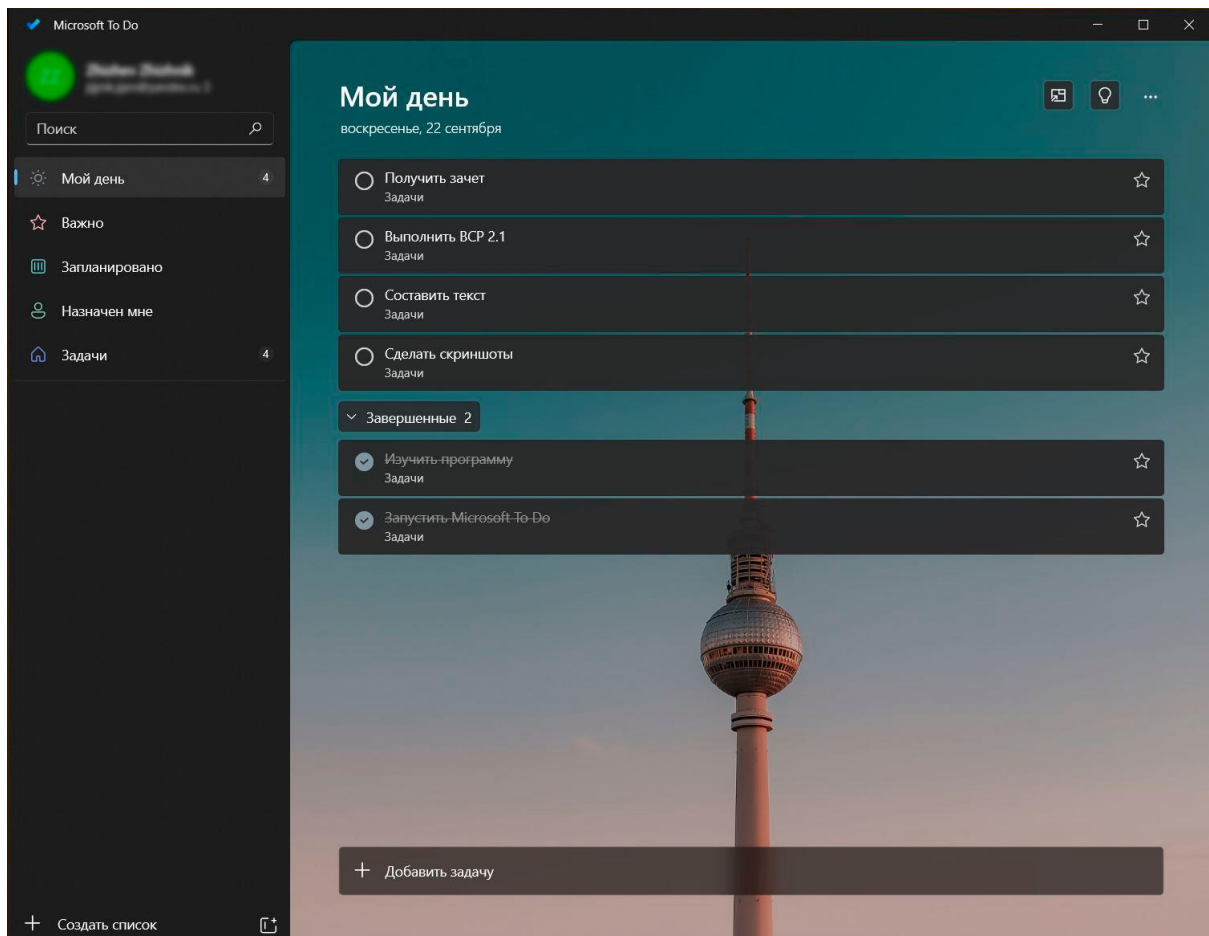 Microsoft To Do
Поиск
Мой день 4
Важно
Запланировано
Назначен мне
Задачи 4
Создать список
Мой день
воскресенье, 22 сентября
Получить зачет
Задачи
Выполнить ВСР 2.1
Задачи
Составить текст
Задачи
Сделать скриншоты
Задачи
Завершенные 2
Изучить программу
Задачи
Запустить Microsoft To Do
Задачи
Добавить задачу